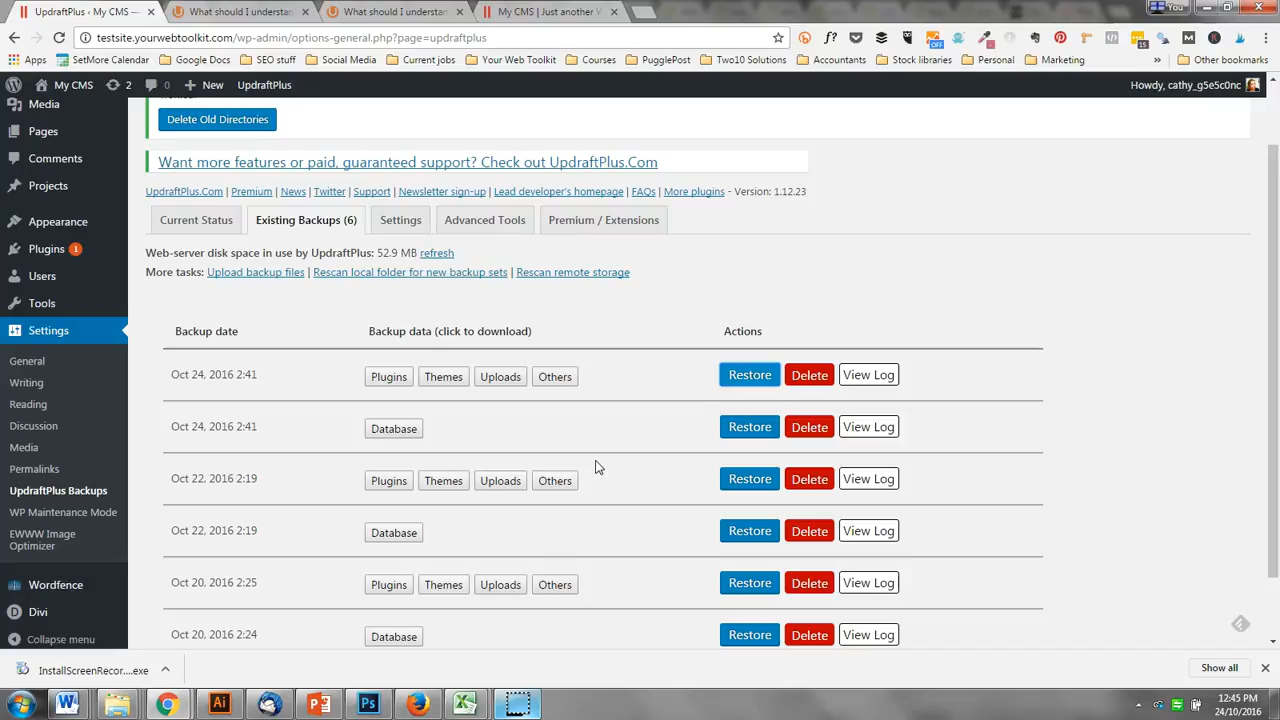 UpdraftPlus ‹ My CMS —
What should I understan
What should I understan
My CMS | Just another W
You
testsite.yourwebtoolkit.com/wp-admin/options-general.php?page=updraftplus
f?
OFF
15
Apps
SetMore Calendar
Google Docs
SEO stuff
Social Media
Current jobs
Your Web Toolkit
Courses
PugglePost
Two10 Solutions
Accountants
Stock libraries
Personal
Marketing
»
Other bookmarks
My CMS
2
0
New
UpdraftPlus
Howdy, cathy_g5e5c0nc
Media
Pages
Comments
Projects
Appearance
Plugins 1
Users
Tools
Settings
General
Writing
Reading
Discussion
Media
Permalinks
UpdraftPlus Backups
WP Maintenance Mode
EWWW Image
Optimizer
Wordfence
Divi
Collapse menu
Delete Old Directories
Want more features or paid, guaranteed support? Check out UpdraftPlus.Com
UpdraftPlus.Com | Premium | News | Twitter | Support | Newsletter sign-up | Lead developer's homepage | FAQs | More plugins - Version: 1.12.23
Current Status
Existing Backups (6)
Settings
Advanced Tools
Premium / Extensions
Web-server disk space in use by UpdraftPlus: 52.9 MB refresh
More tasks: Upload backup files | Rescan local folder for new backup sets | Rescan remote storage
Backup date
Backup data (click to download)
Actions
Oct 24, 2016 2:41
Plugins
Themes
Uploads
Others
Restore
Delete
View Log
Oct 24, 2016 2:41
Database
Restore
Delete
View Log
Oct 22, 2016 2:19
Plugins
Themes
Uploads
Others
Restore
Delete
View Log
Oct 22, 2016 2:19
Database
Restore
Delete
View Log
Oct 20, 2016 2:25
Plugins
Themes
Uploads
Others
Restore
Delete
View Log
Oct 20, 2016 2:24
Database
Restore
Delete
View Log
InstallScreenRecor....exe
Show all
12:45 PM
24/10/2016